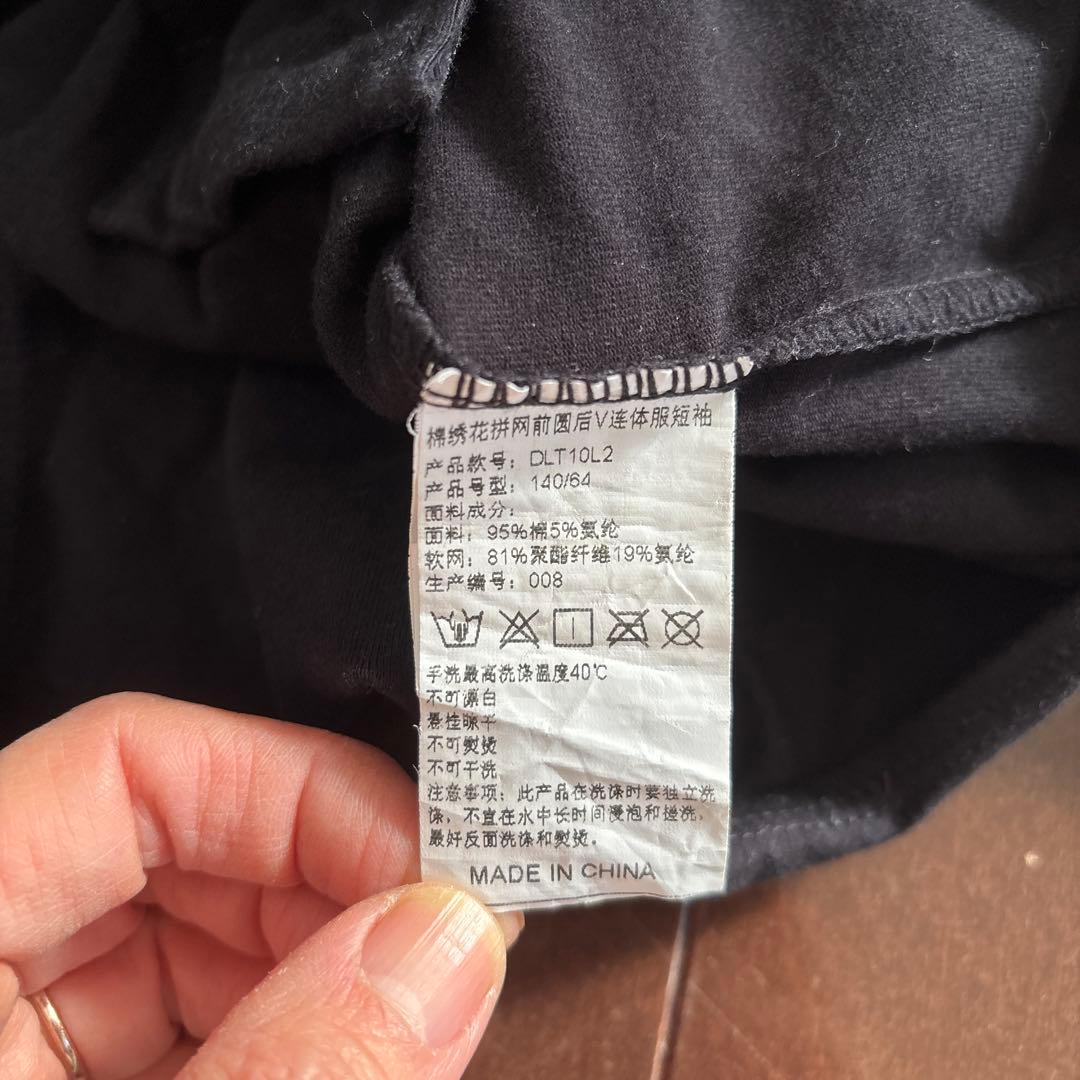 棉绣花拼网前圆后V连体服短袖
产品款号：DLT10L2
产品号型：140/64
面料成分：
面料：95%棉5%氨纶
软网：81%聚酯纤维19%氨纶
生产编号：008
手洗最高洗涤温度40℃
不可漂白
悬挂晾干
不可熨烫
不可干洗
注意事项：此产品在洗涤时要独立洗
涤，不宜在水中长时间浸泡和搓洗，
最好反面洗涤和熨烫。
MADE IN CHINA